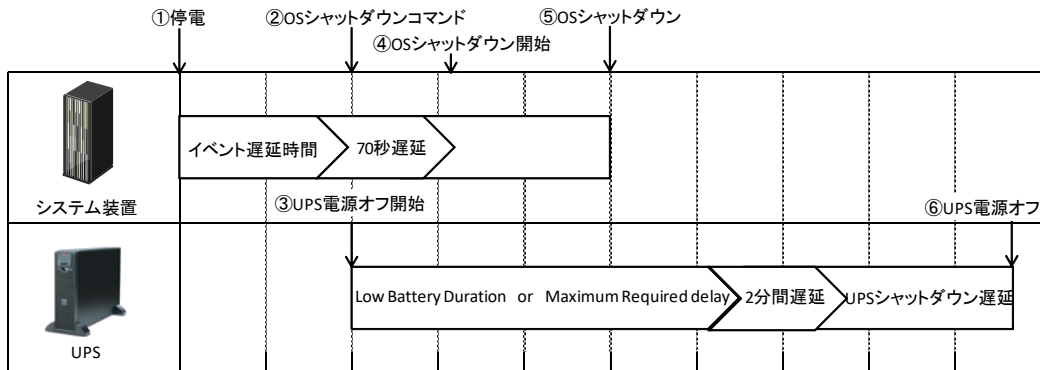 ①停電
②OSシャットダウンコマンド
⑤OSシャットダウン
④OSシャットダウン開始
イベント遅延時間
70秒遅延
システム装置
③UPS電源オフ開始
⑥UPS電源オフ
Low Battery Duration or Maximum Required delay
2分間遅延
UPSシャットダウン遅延
UPS